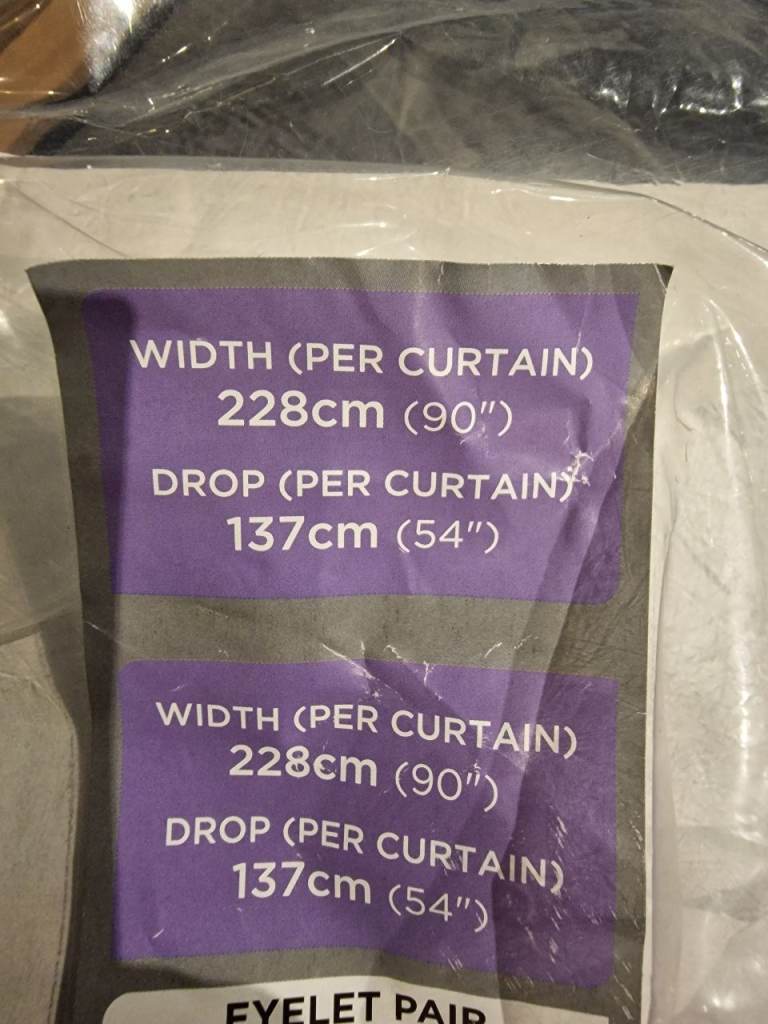 WIDTH (PER CURTAIN)
228cm (90")
DROP (PER CURTAIN)
137cm (54")
WIDTH (PER CURTAIN)
228cm (90")
DROP (PER CURTAIN)
137cm (54")
EYELET PAIR